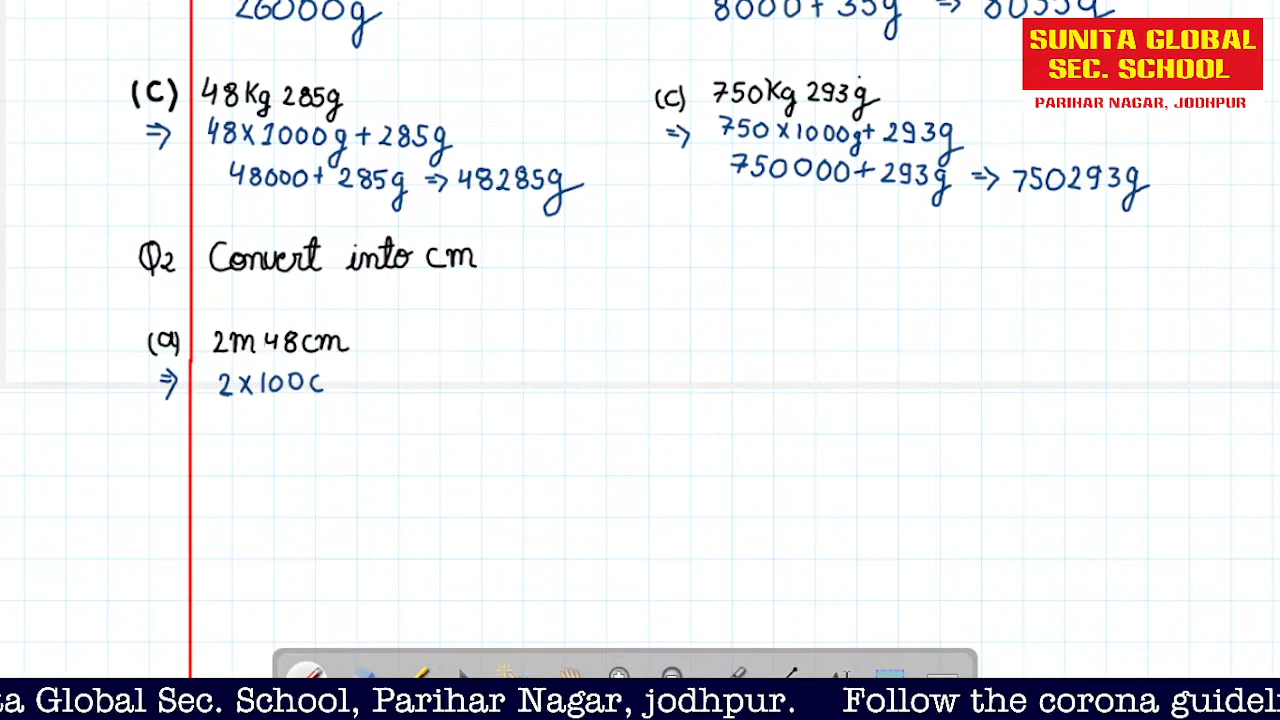 26000g
8000 + 35g ⇒ 8035g
SUNITA GLOBAL
SEC. SCHOOL
PARIHAR NAGAR, JODHPUR
(C) 48Kg 285g
⇒ 48 x 1000g + 285g
48000 + 285g ⇒ 48285g
(c) 750Kg 293g
⇒ 750 x 1000g + 293g
750000 + 293g ⇒ 750293g
Q2 Convert into cm
(a) 2m 48cm
⇒ 2 x 100c
ta Global Sec. School, Parihar Nagar, jodhpur. Follow the corona guidel